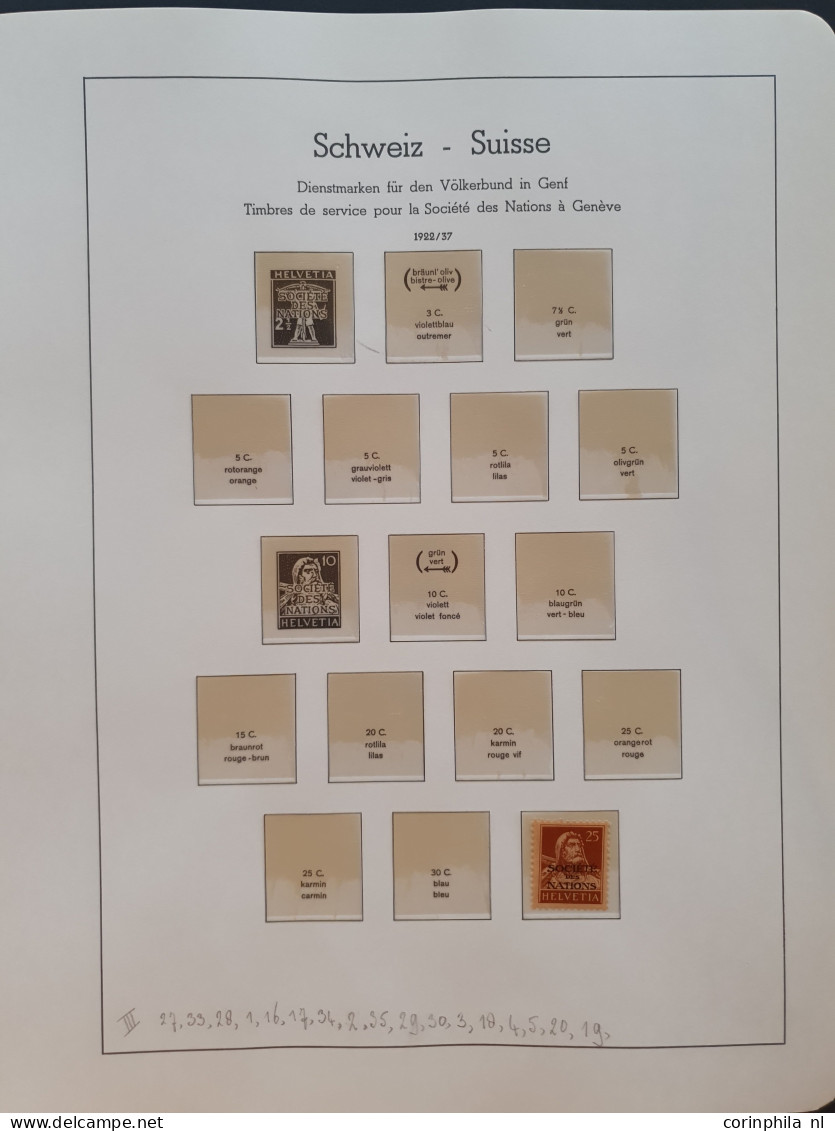 Schweiz - Suisse
Dienstmarken für den Völkerbund in Genf
Timbres de service pour la Société des Nations à Genève
1922/37
HELVETIA
SOCIÉTÉ
DES
NATIONS
2½
(bräunl' oliv
bistre-olive)
3 C.
violettblau
outremer
7½ C.
grün
vert
5 C.
rotorange
orange
5 C.
grauviolett
violet-gris
5 C.
rotlila
lilas
5 C.
olivgrün
vert
10
SOCIÉTÉ
DES
NATIONS
HELVETIA
(grün
vert)
10 C.
violett
violet foncé
10 C.
blaugrün
vert-bleu
15 C.
braunrot
rouge-brun
20 C.
rotlila
lilas
20 C.
karmin
rouge vif
25 C.
orangerot
rouge
25 C.
karmin
carmin
30 C.
blau
bleu
25
SOCIÉTÉ
DES
NATIONS
HELVETIA
III 27, 33, 28, 1, 16, 17, 34, 2, 35, 29, 30, 3, 18, 4, 5, 20, 19,
www.delcampe.net
corinphila nl